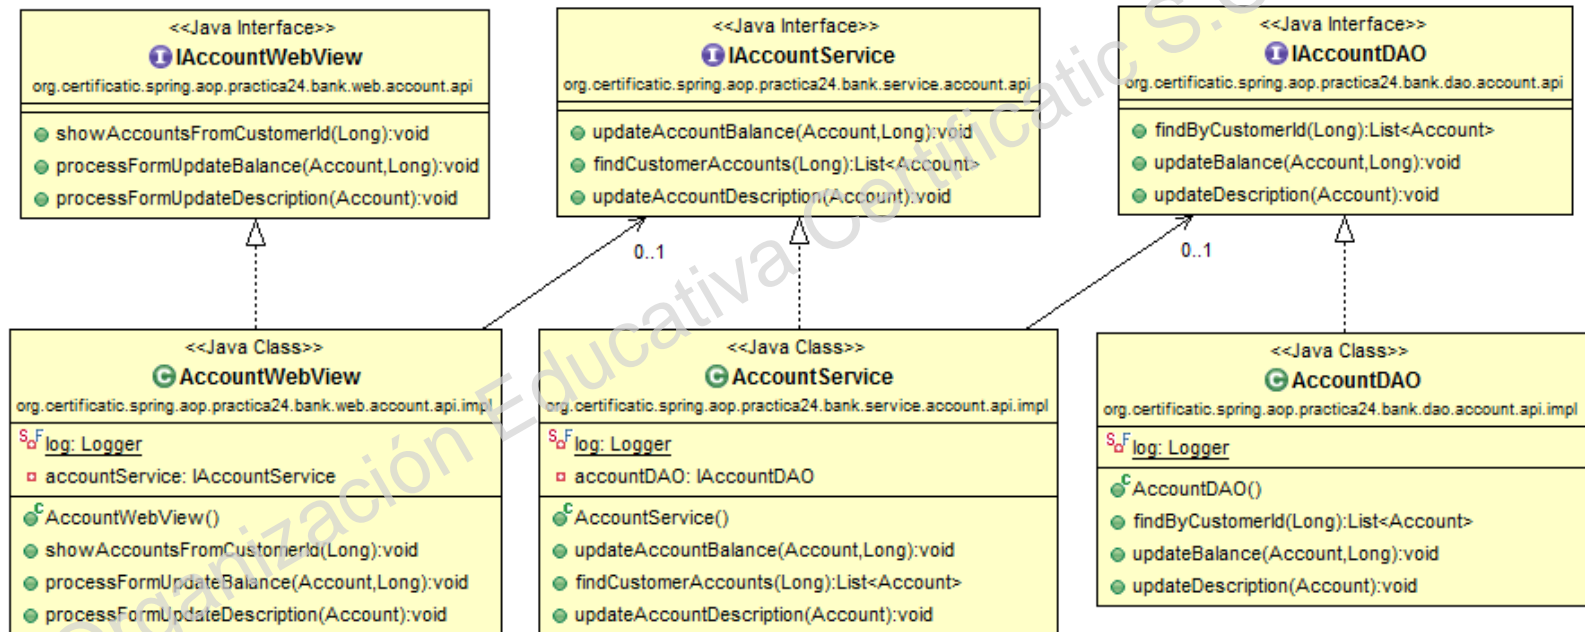 <<Java Interface>>
IAccountWebView
org.certificatic.spring.aop.practica24.bank.web.account.api
showAccountsFromCustomerId(Long):void
processFormUpdateBalance(Account,Long):void
processFormUpdateDescription(Account):void
<<Java Interface>>
IAccountService
org.certificatic.spring.aop.practica24.bank.service.account.api
updateAccountBalance(Account,Long):void
findCustomerAccounts(Long):List<Account>
updateAccountDescription(Account):void
<<Java Interface>>
IAccountDAO
org.certificatic.spring.aop.practica24.bank.dao.account.api
findByCustomerId(Long):List<Account>
updateBalance(Account,Long):void
updateDescription(Account):void
0..1
0..1
<<Java Class>>
AccountWebView
org.certificatic.spring.aop.practica24.bank.web.account.api.impl
log: Logger
accountService: IAccountService
AccountWebView()
showAccountsFromCustomerId(Long):void
processFormUpdateBalance(Account,Long):void
processFormUpdateDescription(Account):void
<<Java Class>>
AccountService
org.certificatic.spring.aop.practica24.bank.service.account.api.impl
log: Logger
accountDAO: IAccountDAO
AccountService()
updateAccountBalance(Account,Long):void
findCustomerAccounts(Long):List<Account>
updateAccountDescription(Account):void
<<Java Class>>
AccountDAO
org.certificatic.spring.aop.practica24.bank.dao.account.api.impl
log: Logger
AccountDAO()
findByCustomerId(Long):List<Account>
updateBalance(Account,Long):void
updateDescription(Account):void
Organización Educativa Certificatic S.C.